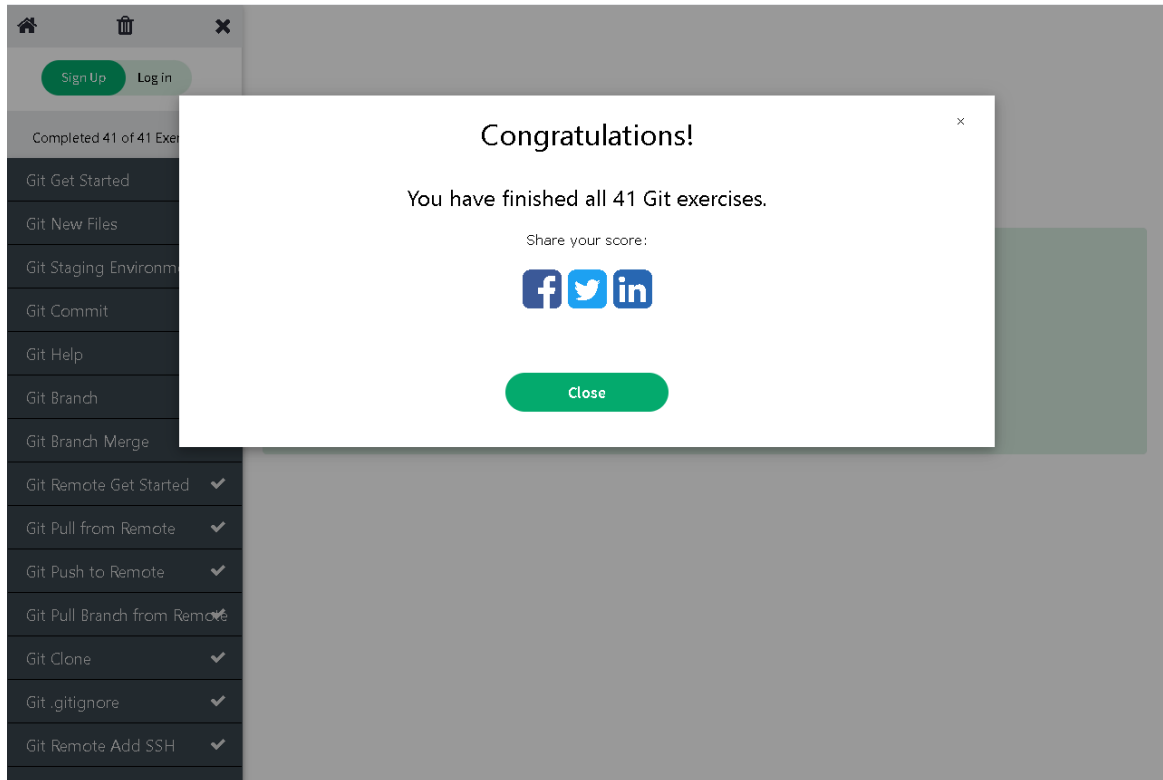 Sign Up Log in
Completed 41 of 41 Exer
Git Get Started
Git New Files
Git Staging Environm
Git Commit
Git Help
Git Branch
Git Branch Merge
Git Remote Get Started
Git Pull from Remote
Git Push to Remote
Git Pull Branch from Remote
Git Clone
Git .gitignore
Git Remote Add SSH
×
Congratulations!
You have finished all 41 Git exercises.
Share your score:
Close